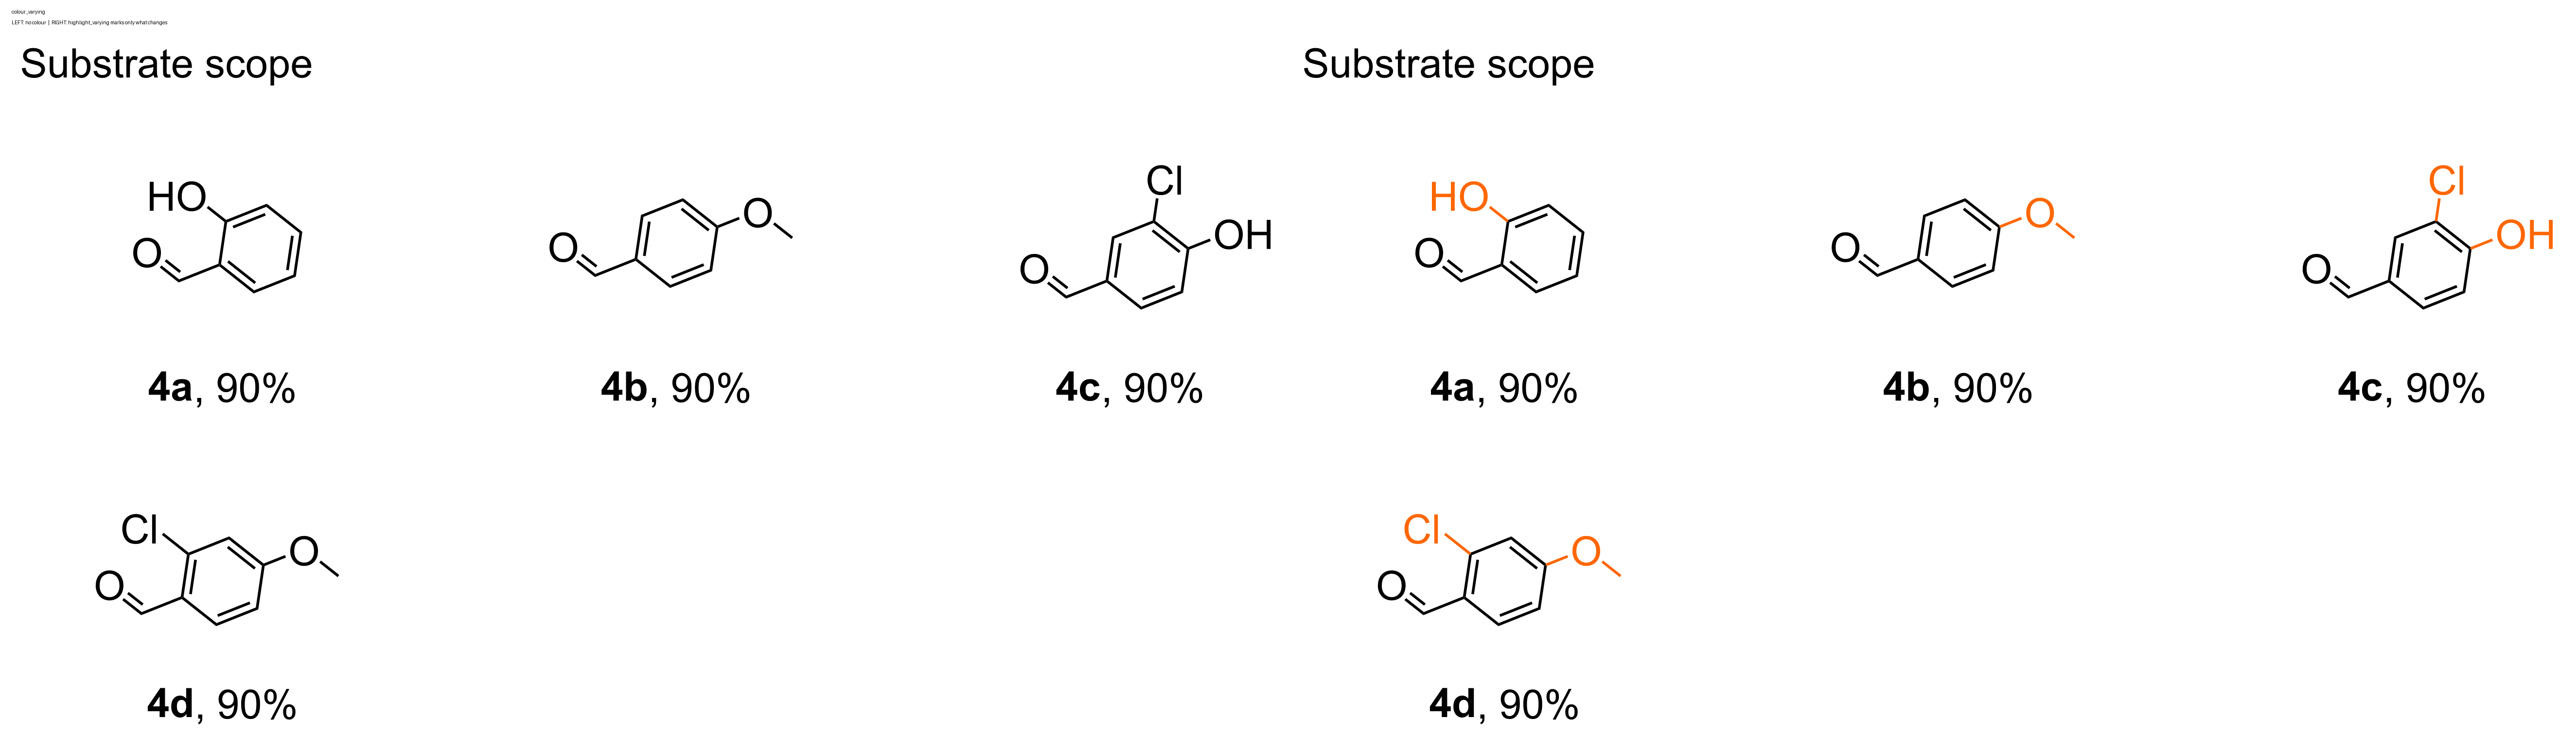 colour_varying
LEFT: no colour | RIGHT: highlight_varying marks only what changes
Substrate scope
Substrate scope
HO
O
O
O
Cl
OH
O
HO
O
O
O
Cl
OH
O
4a, 90%
4b, 90%
4c, 90%
4a, 90%
4b, 90%
4c, 90%
Cl
O
O
Cl
O
O
4d, 90%
4d, 90%